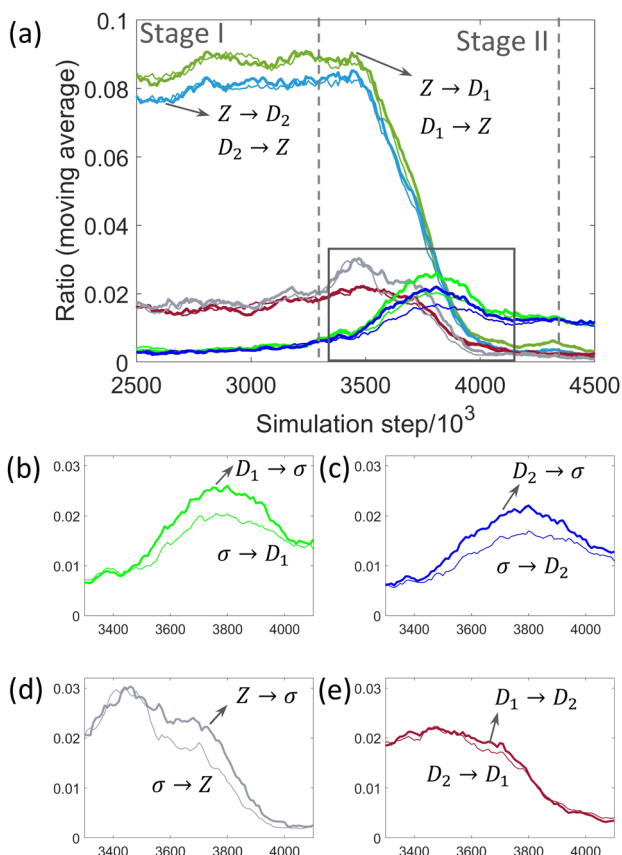 (a)
Stage I
Stage II
0.1
0.08
0.06
0.04
0.02
0
Ratio (moving average)
Z → D₁
D₁ → Z
Z → D₂
D₂ → Z
2500 3000 3500 4000 4500
Simulation step/10³
(b)
0.03
0.02
0.01
0
D₁ → σ
σ → D₁
3400 3600 3800 4000
(c)
0.03
0.02
0.01
0
D₂ → σ
σ → D₂
3400 3600 3800 4000
(d)
0.03
0.02
0.01
0
Z → σ
σ → Z
3400 3600 3800 4000
(e)
0.03
0.02
0.01
0
D₁ → D₂
D₂ → D₁
3400 3600 3800 4000